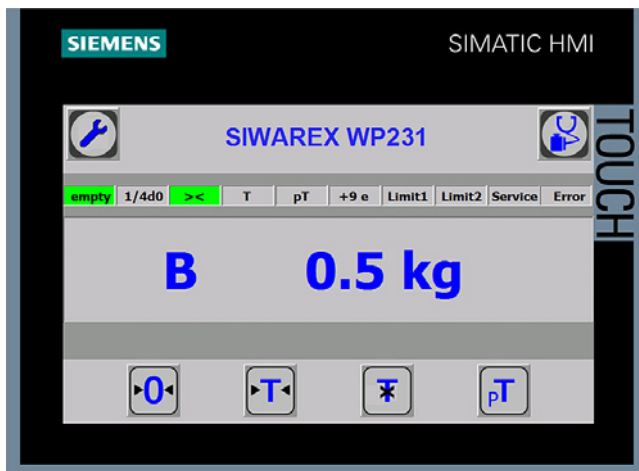 SIEMENS SIMATIC HMI
TOUCH
SIWAREX WP231
empty 1/4d0 >< T pT +9 e Limit1 Limit2 Service Error
B 0.5 kg
0 T T pT